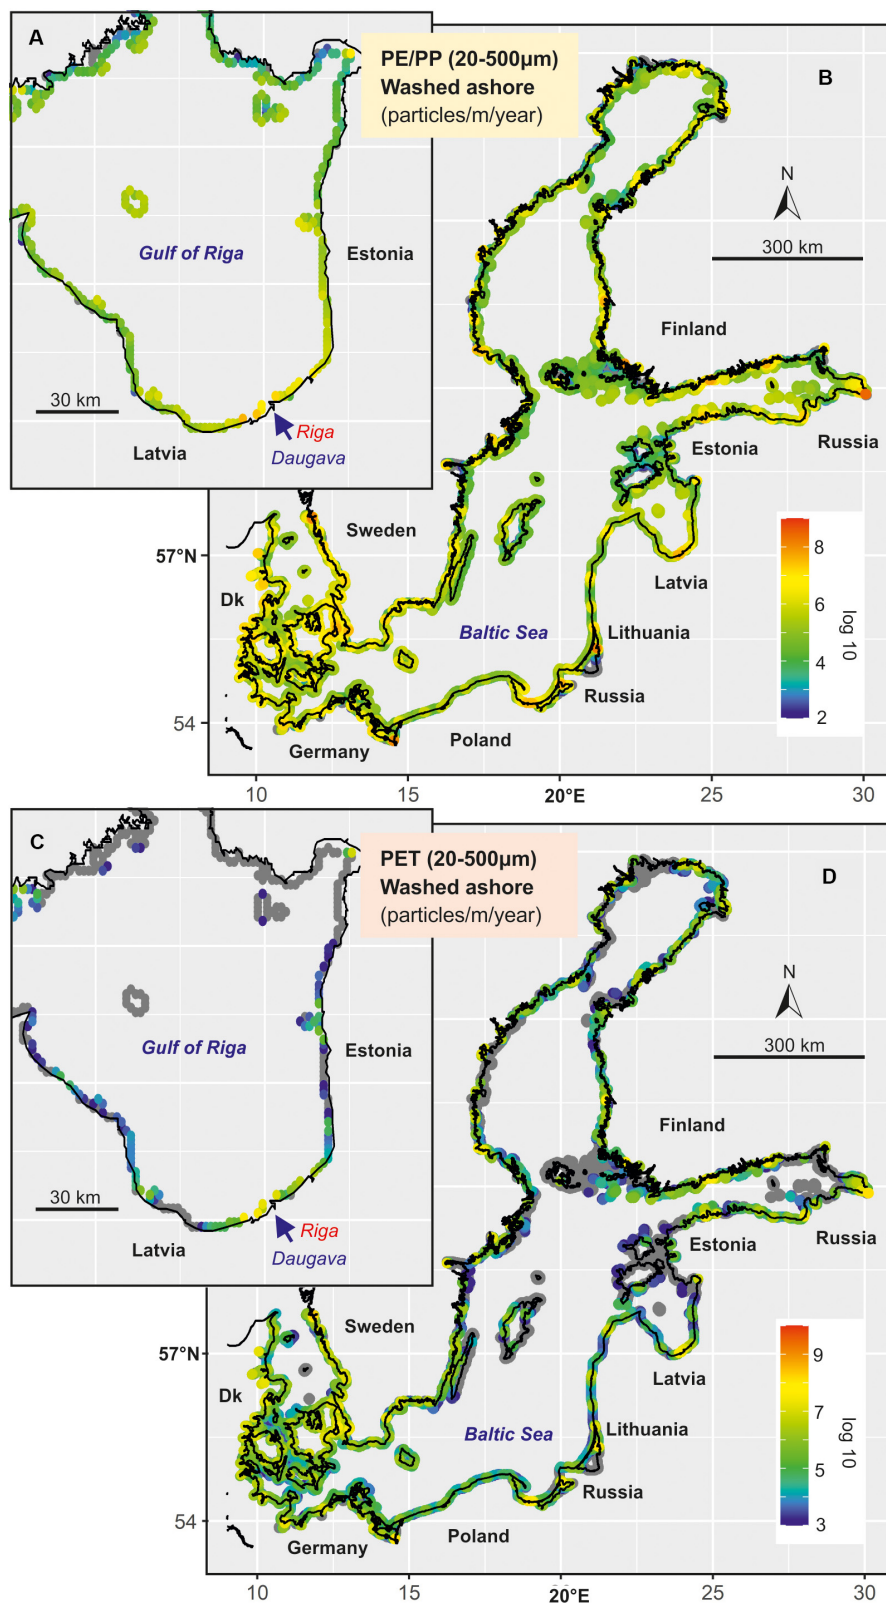 A
PE/PP (20-500µm)
Washed ashore
(particles/m/year)
B
N
300 km
Gulf of Riga
Estonia
30 km
Riga
Daugava
Latvia
Finland
Estonia
Russia
Sweden
57°N
Dk
Latvia
Baltic Sea
Lithuania
Russia
54
Germany
Poland
8
6
4
2
log 10
10
15
20°E
25
30
C
PET (20-500µm)
Washed ashore
(particles/m/year)
D
N
300 km
Gulf of Riga
Estonia
30 km
Riga
Daugava
Latvia
Finland
Estonia
Russia
Sweden
57°N
Dk
Latvia
Baltic Sea
Lithuania
Russia
54
Germany
Poland
9
7
5
3
log 10
10
15
20°E
25
30